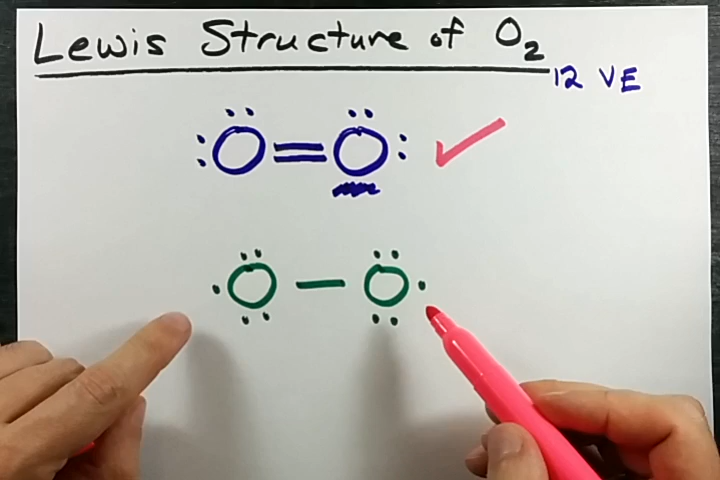 Lewis Structure of O₂
12 VE
:Ö=Ö:
·Ö̤–Ö̤·